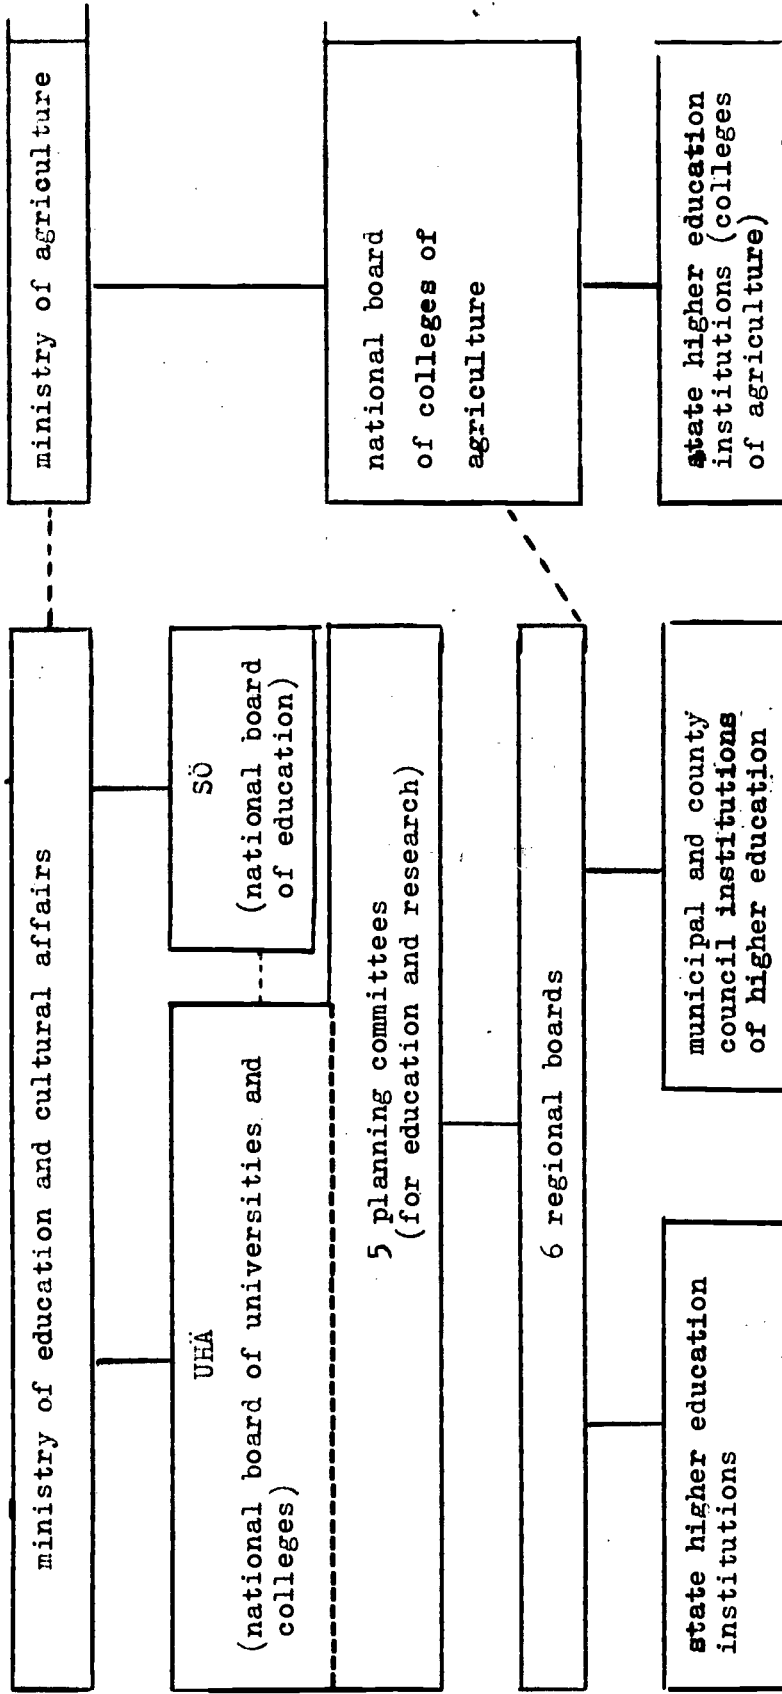 ministry of education and cultural affairs
ministry of agriculture
UHÄ
(national board of universities and
colleges)
SÖ
(national board
of education)
5 planning committees
(for education and research)
national board
of colleges of
agriculture
6 regional boards
state higher education
institutions
municipal and county
council institutions
of higher education
state higher education
institutions (colleges
of agriculture)